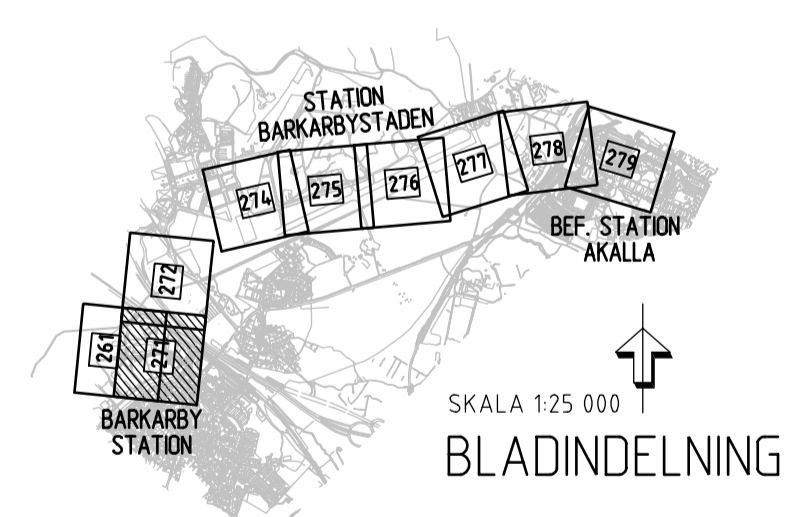 STATION
BARKARBYSTADEN
274
275
276
277
278
279
BEF. STATION
AKALLA
272
261
271
BARKARBY
STATION
SKALA 1:25 000
BLADINDELNING